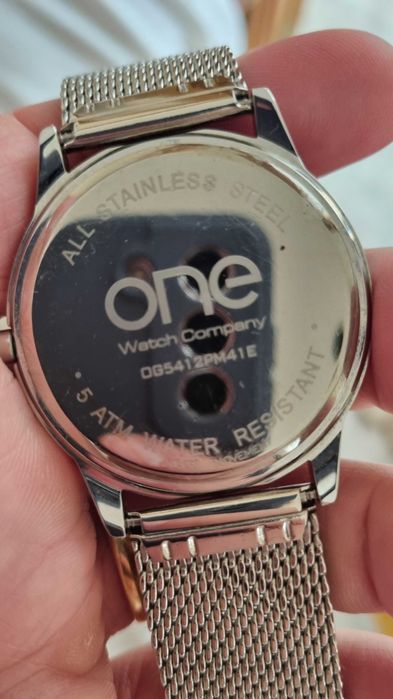 ALL STAINLESS STEEL
one
Watch Company
OG5412PM41E
5 ATM WATER RESISTANT